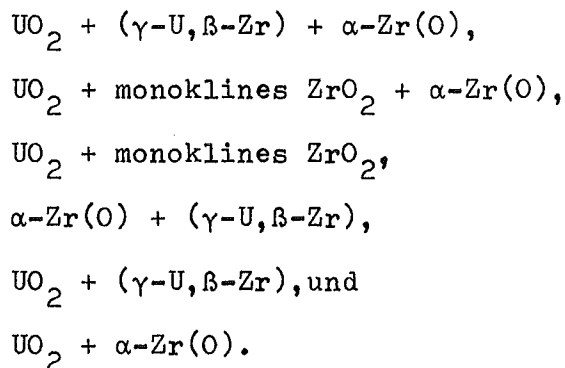 UO₂ + (γ-U,ß-Zr) + α-Zr(O),
UO₂ + monoklines ZrO₂ + α-Zr(O),
UO₂ + monoklines ZrO₂,
α-Zr(O) + (γ-U,ß-Zr),
UO₂ + (γ-U,ß-Zr),und
UO₂ + α-Zr(O).